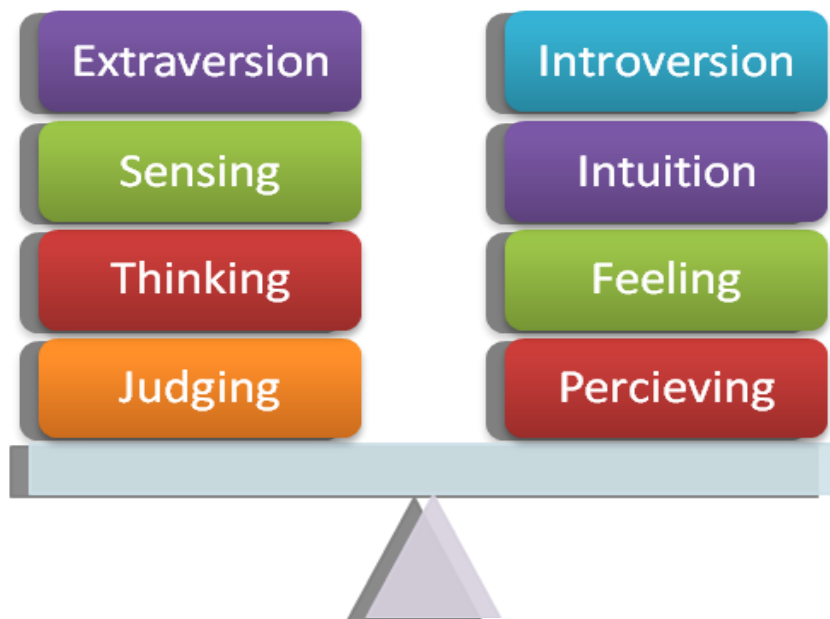 Extraversion
Introversion
Sensing
Intuition
Thinking
Feeling
Judging
Percieving